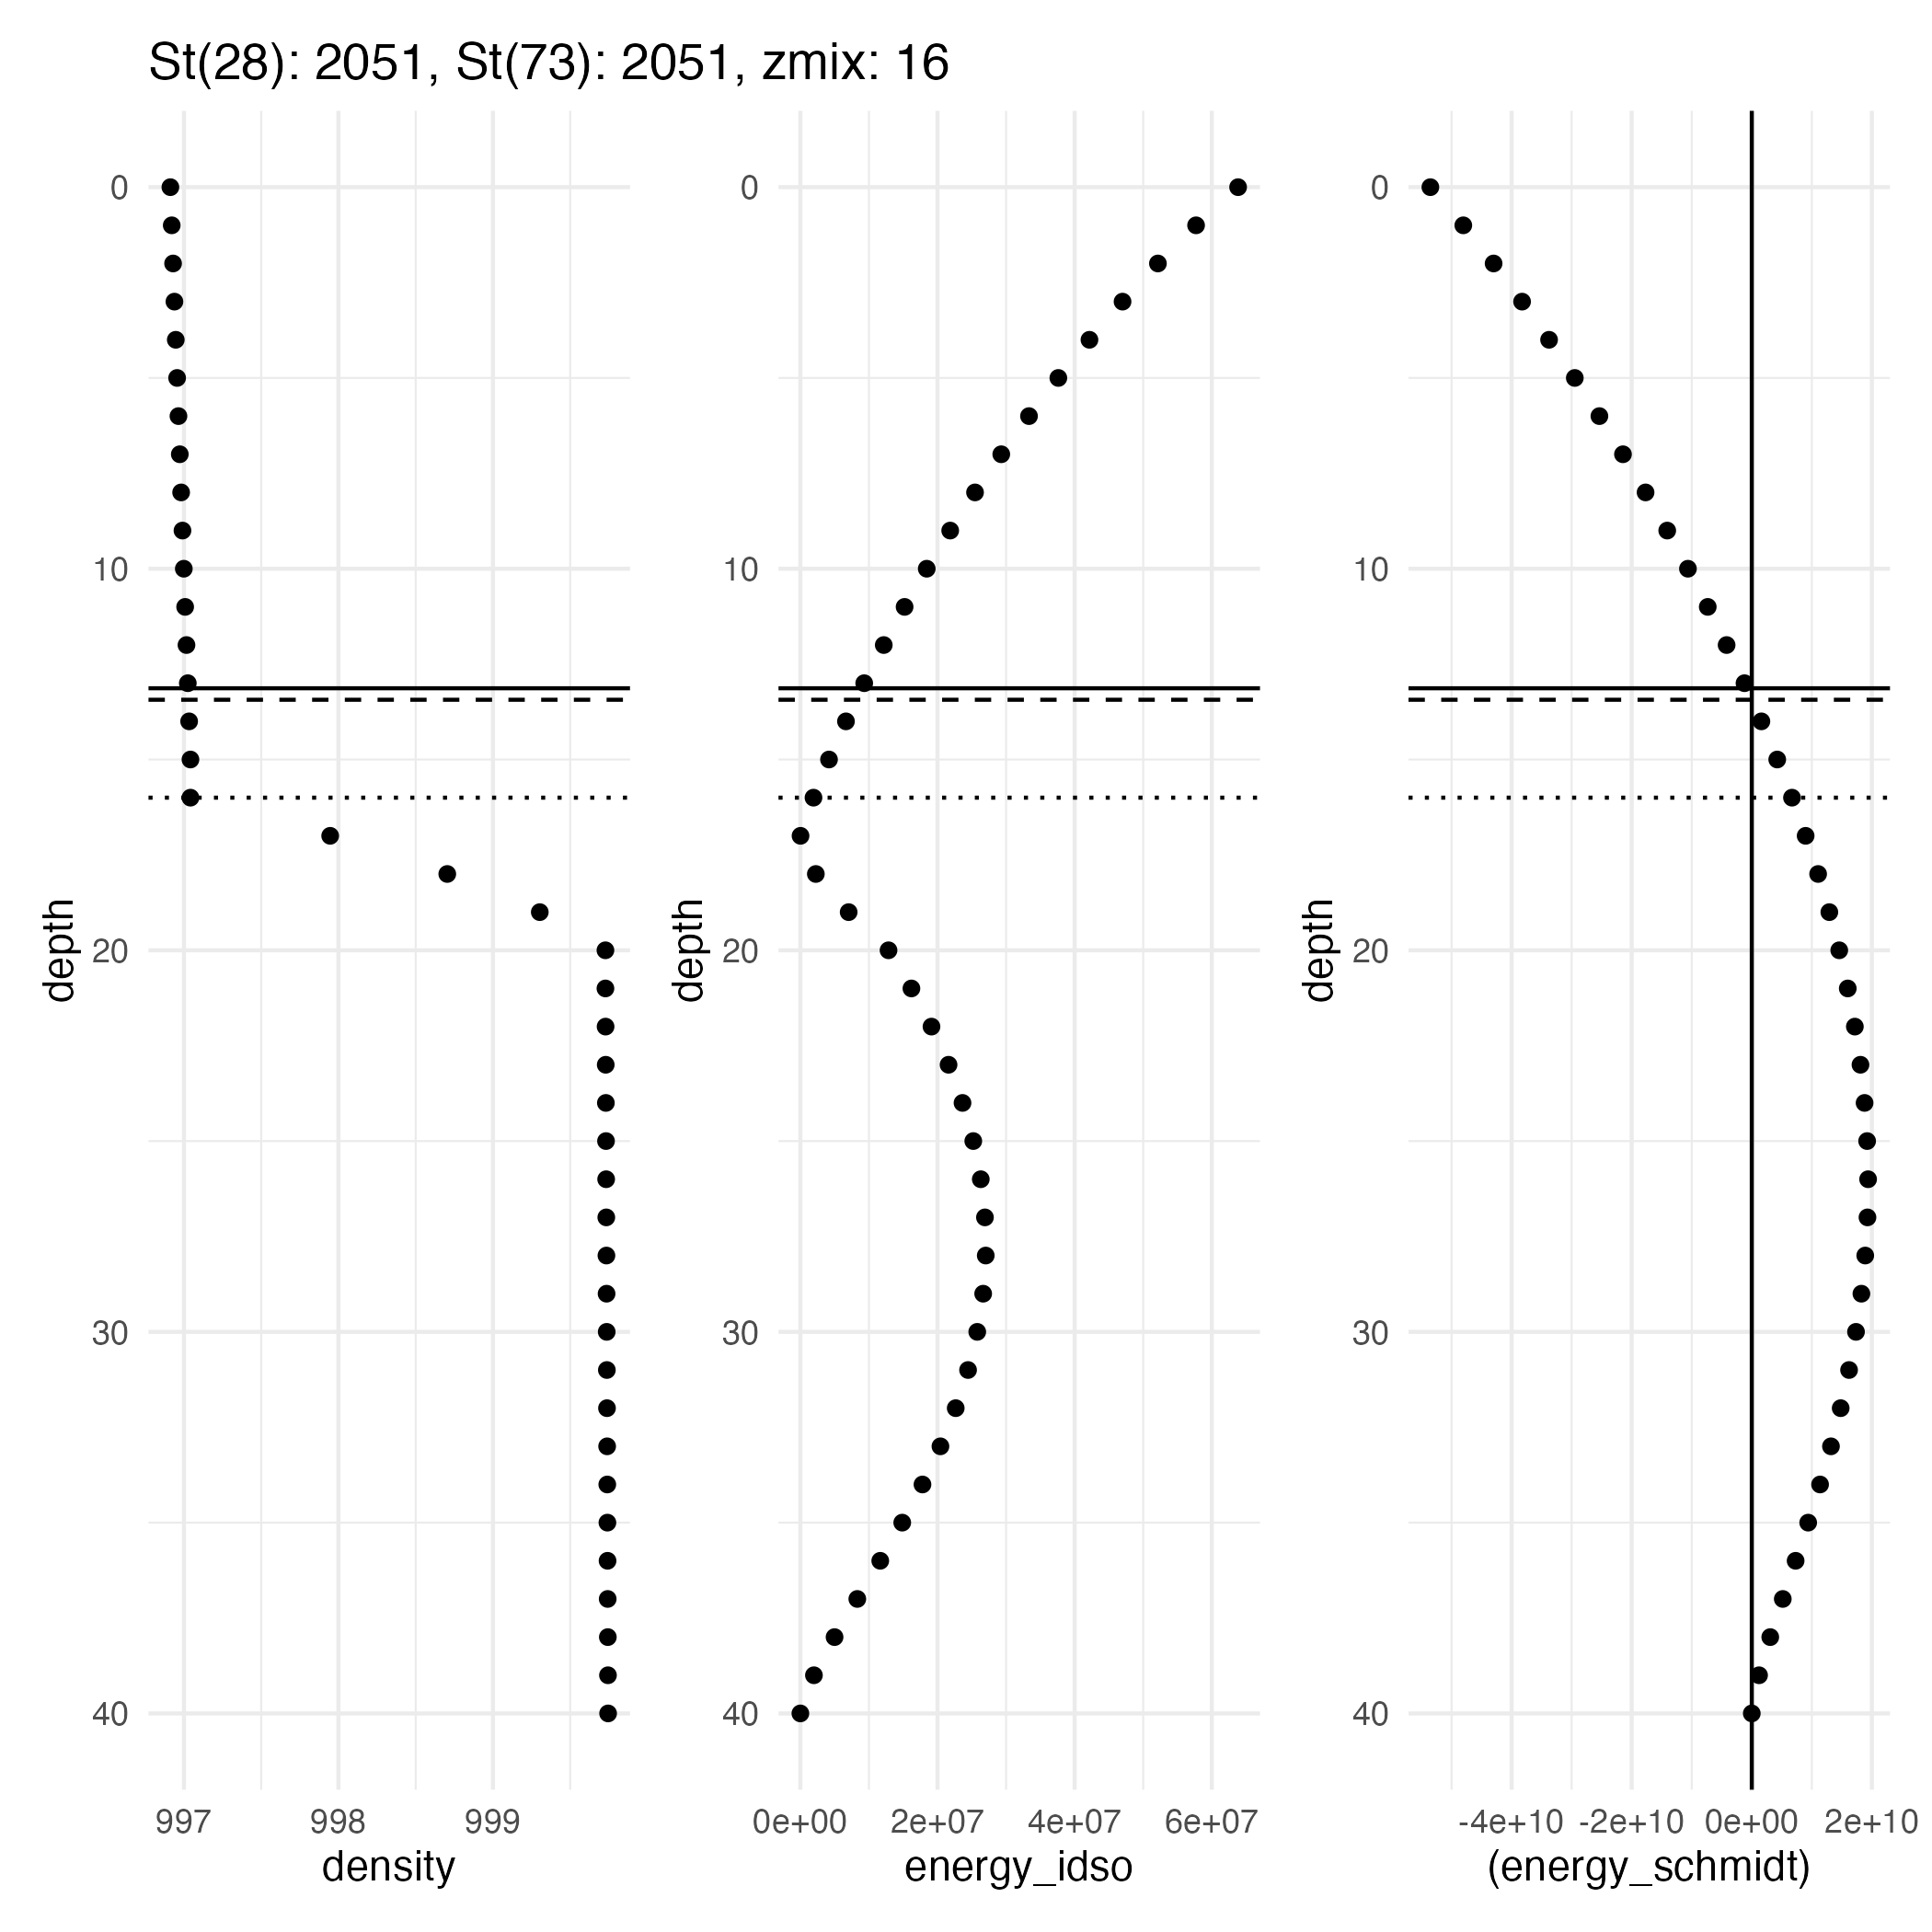 St(28): 2051, St(73): 2051, zmix: 16
0
10
20
30
40
depth
997
998
999
density
0
10
20
30
40
depth
0e+00
2e+07
4e+07
6e+07
energy_idso
0
10
20
30
40
depth
-4e+10
-2e+10
0e+00
2e+10
(energy_schmidt)